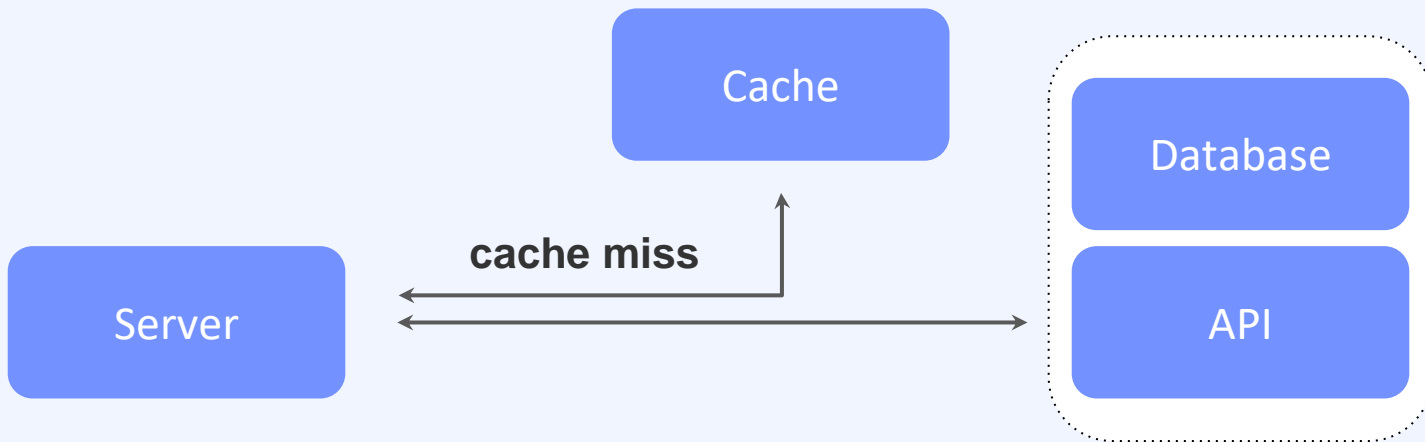 Cache
Database
cache miss
Server
API